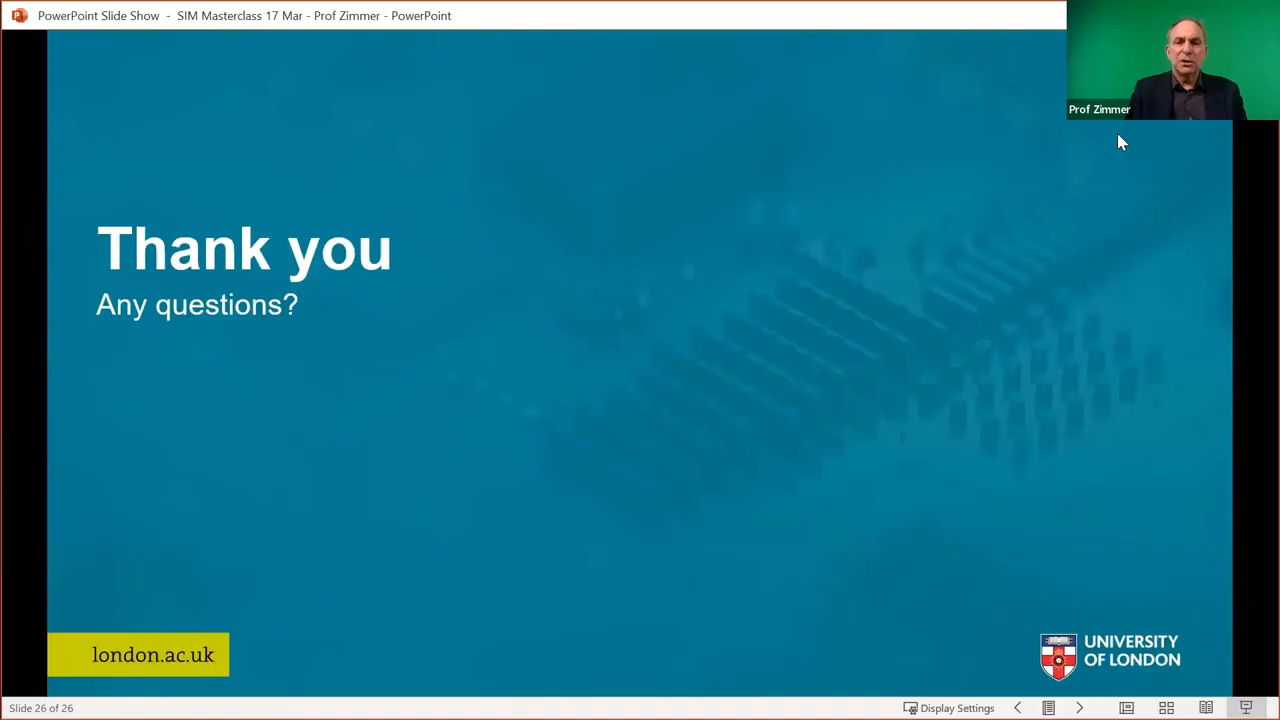 PowerPoint Slide Show - SIM Masterclass 17 Mar - Prof Zimmer - PowerPoint
Prof Zimmer
Thank you
Any questions?
london.ac.uk
UNIVERSITY
OF LONDON
Slide 26 of 26
Display Settings